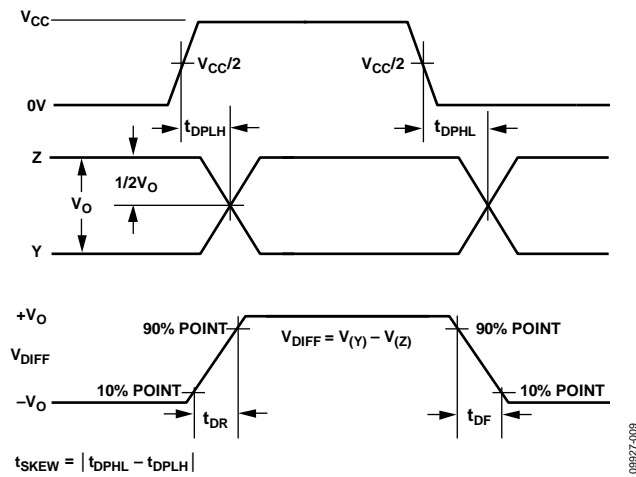 VCC
VCC/2
VCC/2
0V
tDPLH
tDPHL
Z
1/2VO
VO
Y
+VO
90% POINT
VDIFF = V(Y) – V(Z)
90% POINT
VDIFF
10% POINT
10% POINT
–VO
tDR
tDF
tSKEW = |tDPHL – tDPLH|
09927-009